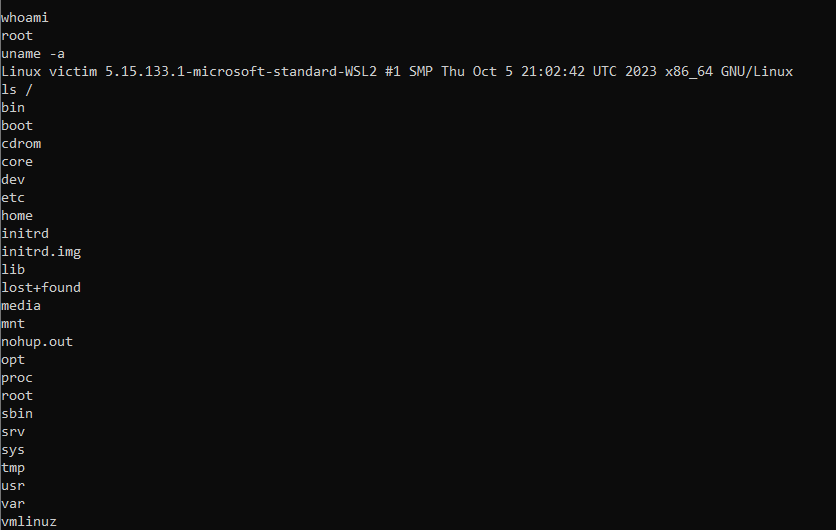 whoami
root
uname -a
Linux victim 5.15.133.1-microsoft-standard-WSL2 #1 SMP Thu Oct 5 21:02:42 UTC 2023 x86_64 GNU/Linux
ls /
bin
boot
cdrom
core
dev
etc
home
initrd
initrd.img
lib
lost+found
media
mnt
nohup.out
opt
proc
root
sbin
srv
sys
tmp
usr
var
vmlinuz